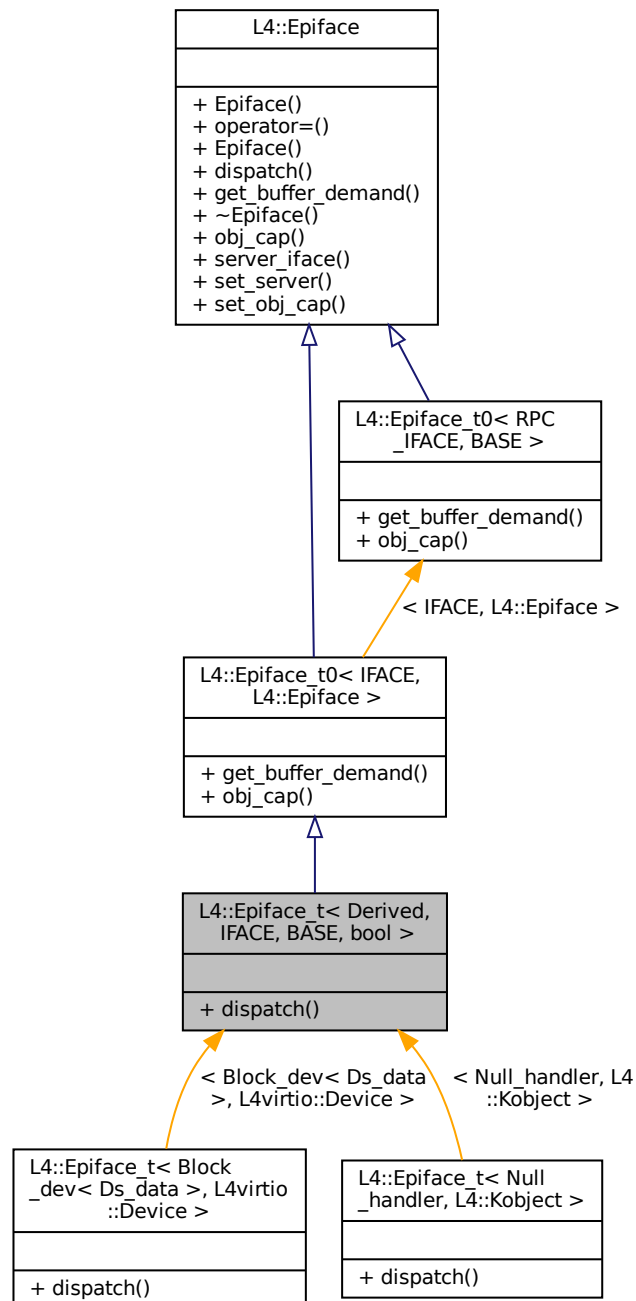 L4::Epiface
+ Epiface()
+ operator=()
+ Epiface()
+ dispatch()
+ get_buffer_demand()
+ ~Epiface()
+ obj_cap()
+ server_iface()
+ set_server()
+ set_obj_cap()
L4::Epiface_t0< RPC
_IFACE, BASE >
+ get_buffer_demand()
+ obj_cap()
< IFACE, L4::Epiface >
L4::Epiface_t0< IFACE,
L4::Epiface >
+ get_buffer_demand()
+ obj_cap()
L4::Epiface_t< Derived,
IFACE, BASE, bool >
+ dispatch()
< Block_dev< Ds_data
>, L4virtio::Device >
< Null_handler, L4
::Kobject >
L4::Epiface_t< Block
_dev< Ds_data >, L4virtio
::Device >
+ dispatch()
L4::Epiface_t< Null
_handler, L4::Kobject >
+ dispatch()